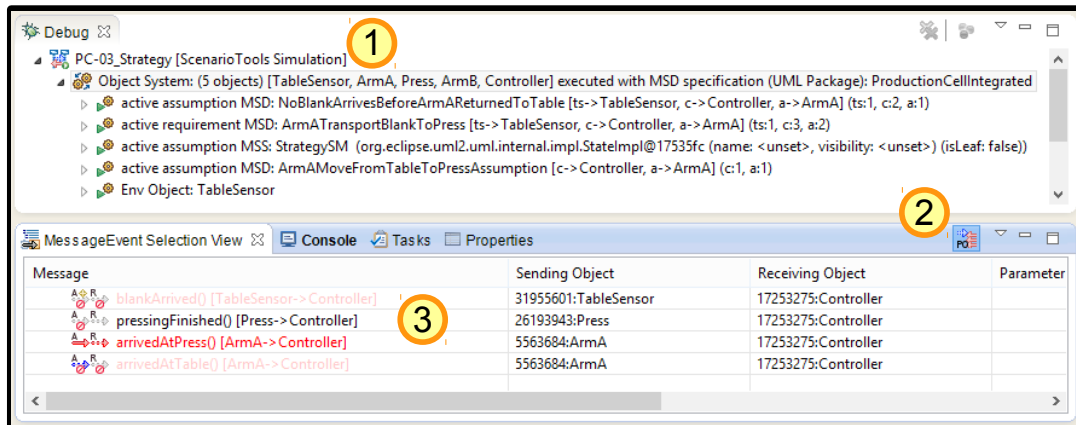 Debug
1
PC-03_Strategy [ScenarioTools Simulation]
Object System: (5 objects) [TableSensor, ArmA, Press, ArmB, Controller] executed with MSD specification (UML Package): ProductionCellIntegrated
active assumption MSD: NoBlankArrivesBeforeArmAReturnedToTable [ts->TableSensor, c->Controller, a->ArmA] (ts:1, c:2, a:1)
active requirement MSD: ArmATransportBlankToPress [ts->TableSensor, c->Controller, a->ArmA] (ts:1, c:3, a:2)
active assumption MSS: StrategySM (org.eclipse.uml2.uml.internal.impl.StateImpl@17535fc (name: <unset>, visibility: <unset>) (isLeaf: false))
active assumption MSD: ArmAMoveFromTableToPressAssumption [c->Controller, a->ArmA] (c:1, a:1)
Env Object: TableSensor
2
MessageEvent Selection View Console Tasks Properties PO
Message Sending Object Receiving Object Parameter
A R blankArrived() [TableSensor->Controller] 31955601:TableSensor 17253275:Controller
A R pressingFinished() [Press->Controller] 26193943:Press 17253275:Controller
3
A R arrivedAtPress() [ArmA->Controller] 5563684:ArmA 17253275:Controller
A R arrivedAtTable() [ArmA->Controller] 5563684:ArmA 17253275:Controller